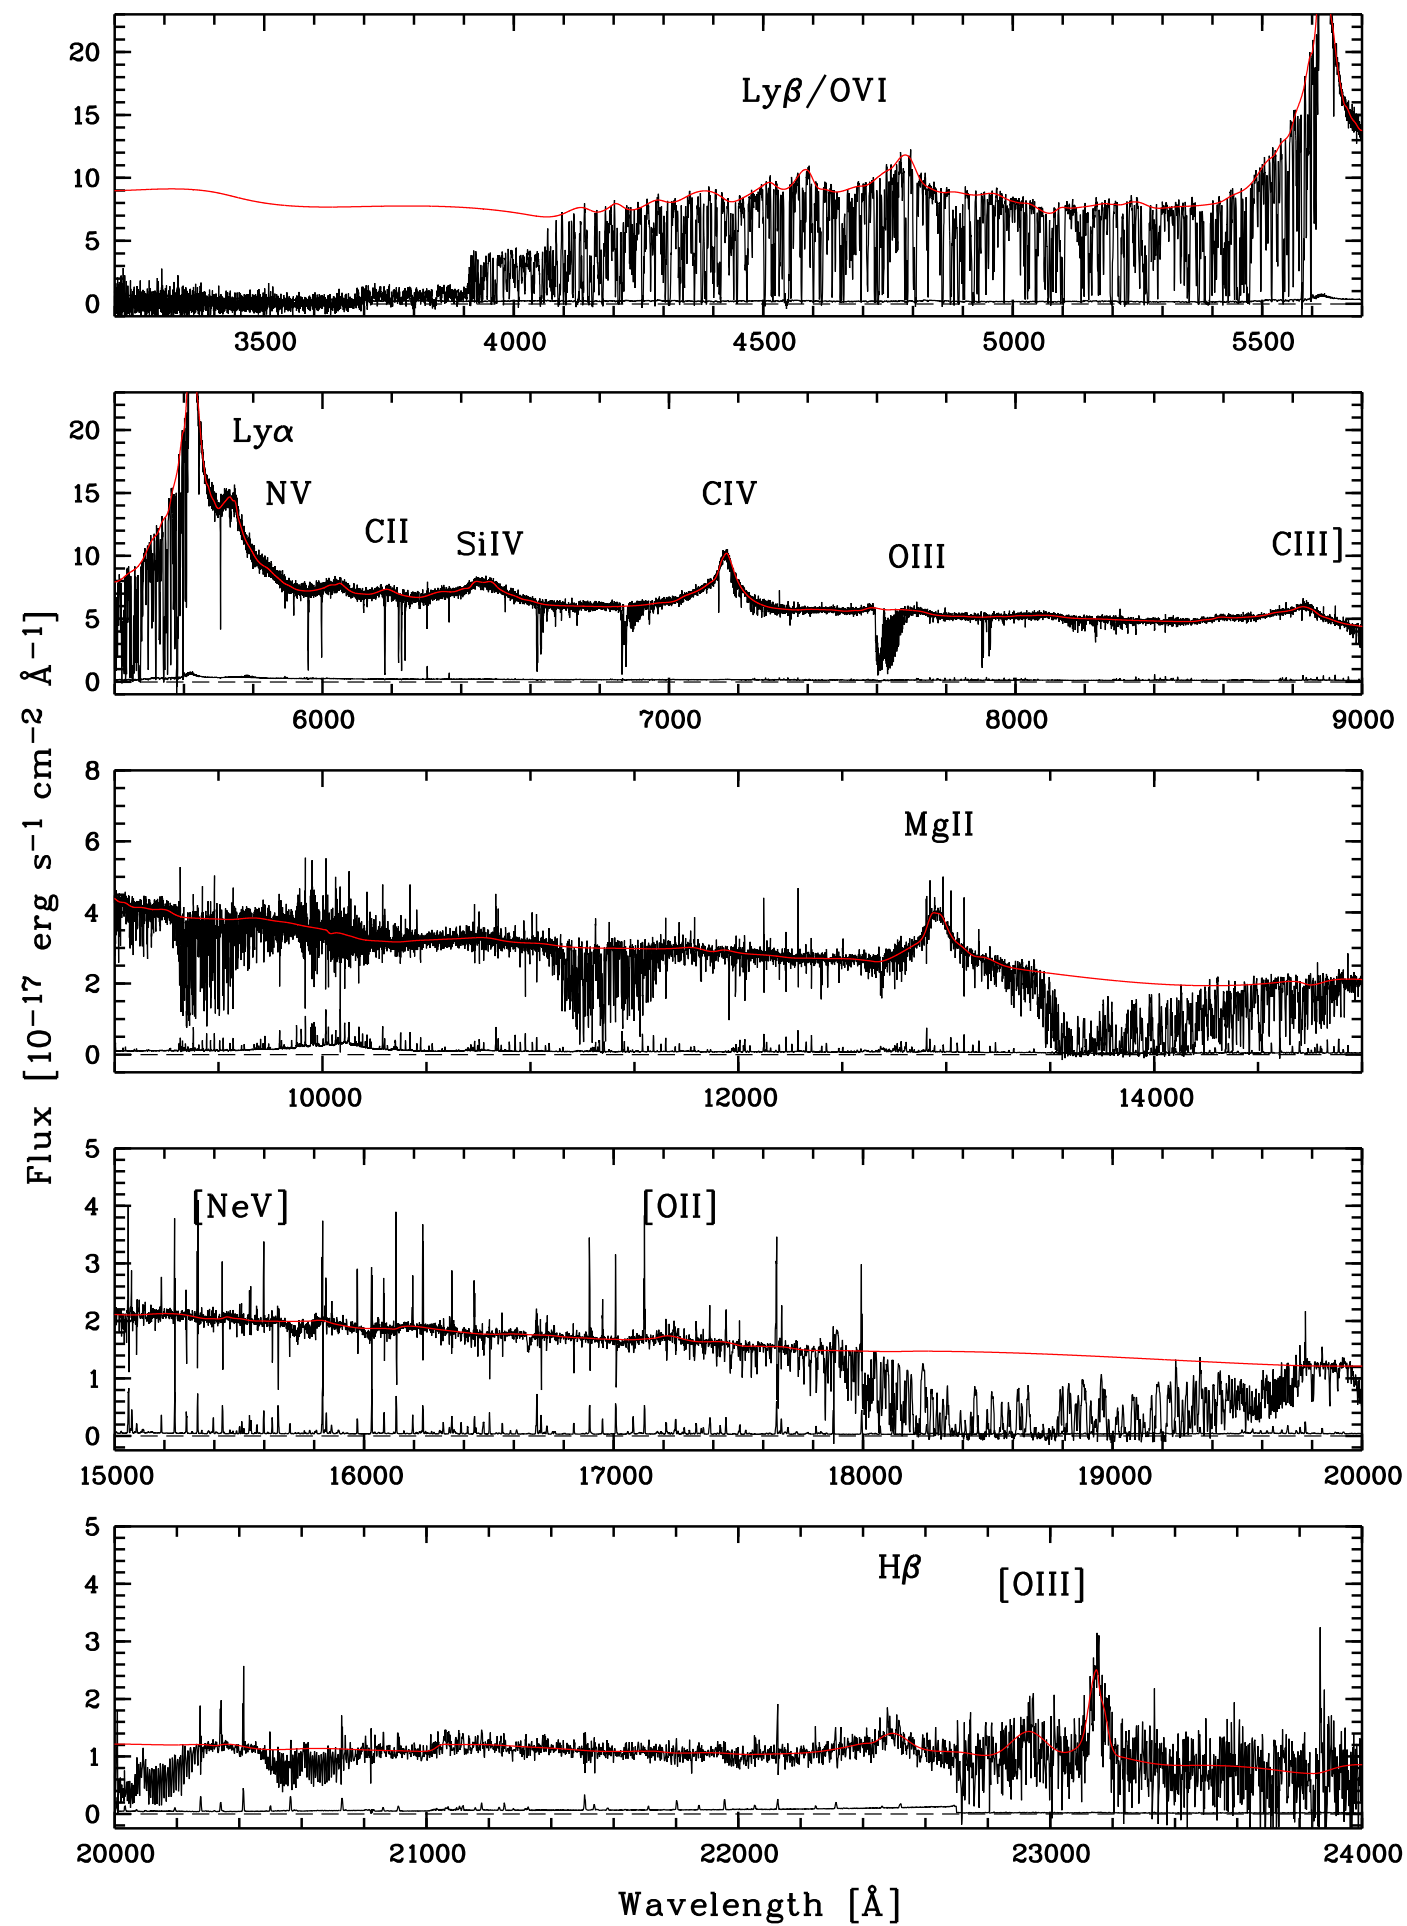 Lyβ/OVI
20
15
10
5
0
3500 4000 4500 5000 5500
Lyα
NV
CII
SiIV
CIV
OIII
CIII]
20
15
10
5
0
6000 7000 8000 9000
MgII
8
6
4
2
0
10000 12000 14000
[NeV] [OII]
5
4
3
2
1
0
15000 16000 17000 18000 19000 20000
Hβ
[OIII]
5
4
3
2
1
0
20000 21000 22000 23000 24000
Wavelength [Å]
Flux [10−17 erg s−1 cm−2 Å−1]